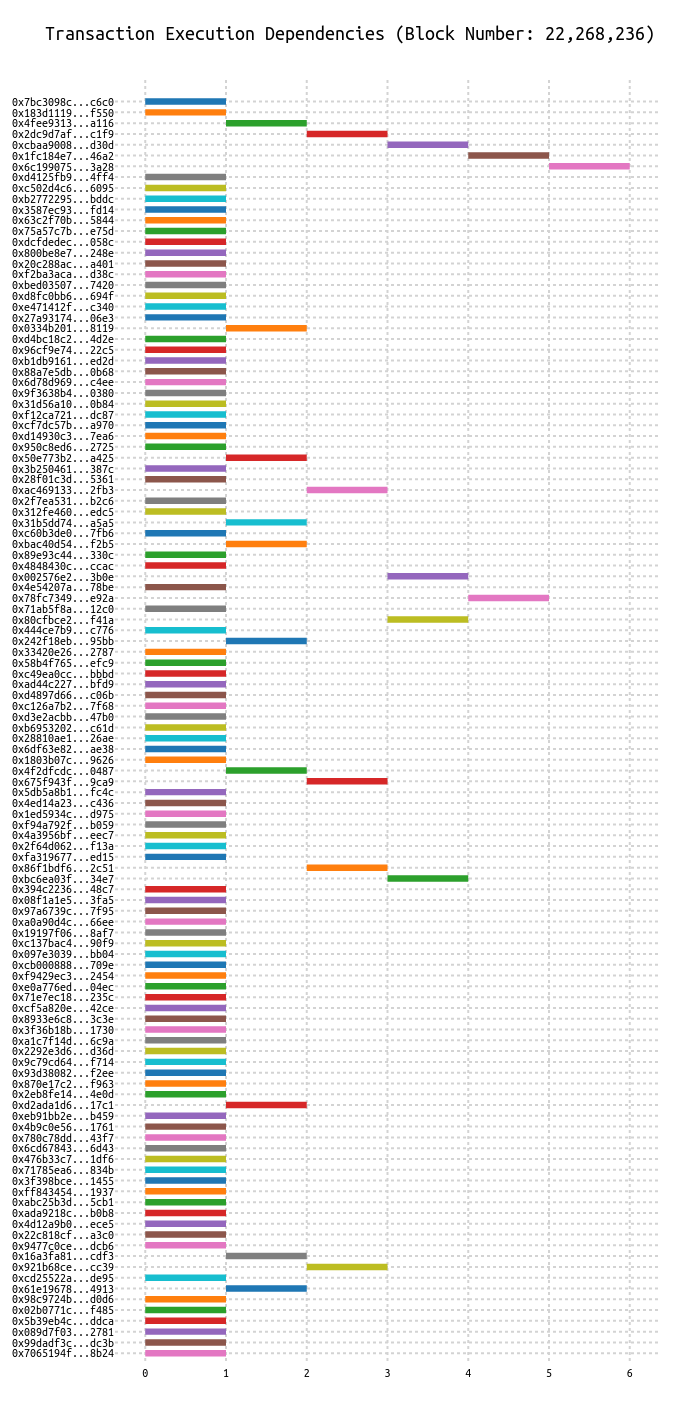 Transaction Execution Dependencies (Block Number: 22,268,236)
0x7bc3098c...c6c0
0x183d1119...f550
0x4fee9313...a116
0x2dc9d7af...c1f9
0xcbaa9008...d30d
0x1fc184e7...46a2
0x6c199075...3a28
0xd4125fb9...4ff4
0xc502d4c6...6095
0xb2772295...bddc
0x3587ec93...fd14
0x63c2f70b...5844
0x75a57c7b...e75d
0xdcfdedec...058c
0x800be8e7...248e
0x20c288ac...a401
0xf2ba3aca...d38c
0xbed03507...7420
0xd8fc0bb6...694f
0xe471412f...c340
0x27a93174...06e3
0x0334b201...8119
0xd4bc18c2...4d2e
0x96cf9e74...22c5
0xb1db9161...ed2d
0x88a7e5db...0b68
0x6d78d969...c4ee
0x9f3638b4...0380
0x31d56a10...0b84
0xf12ca721...dc87
0xcf7dc57b...a970
0xd14930c3...7ea6
0x950c8ed6...2725
0x50e773b2...a425
0x3b250461...387c
0x28f01c3d...5361
0xac469133...2fb3
0x2f7ea531...b2c6
0x312fe460...edc5
0x31b5dd74...a5a5
0xc60b3de0...7fb6
0xbac40d54...f2b5
0x89e93c44...330c
0x4848430c...ccac
0x002576e2...3b0e
0x4e54207a...78be
0x78fc7349...e92a
0x71ab5f8a...12c0
0x80cfbce2...f41a
0x444ce7b9...c776
0x242f18eb...95bb
0x33420e26...2787
0x58b4f765...efc9
0xc49ea0cc...bbbd
0xad44c227...bfd9
0xd4897d66...c06b
0xc126a7b2...7f68
0xd3e2acbb...47b0
0xb6953202...c61d
0x28810ae1...26ae
0x6df63e82...ae38
0x1803b07c...9626
0x4f2dfcdc...0487
0x675f943f...9ca9
0x5db5a8b1...fc4c
0x4ed14a23...c436
0x1ed5934c...d975
0xf94a792f...b059
0x4a3956bf...eec7
0x2f64d062...f13a
0xfa319677...ed15
0x86f1bdf6...2c51
0xbc6ea03f...34e7
0x394c2236...48c7
0x08f1a1e5...3fa5
0x97a6739c...7f95
0xa0a90d4c...66ee
0x19197f06...8af7
0xc137bac4...90f9
0x097e3039...bb04
0xcb000888...709e
0xf9429ec3...2454
0xe0a776ed...04ec
0x71e7ec18...235c
0xcf5a820e...42ce
0x8933e6c8...3c3e
0x3f36b18b...1730
0xa1c7f14d...6c9a
0x2292e3d6...d36d
0x9c79cd64...f714
0x93d38082...f2ee
0x870e17c2...f963
0x2eb8fe14...4e0d
0xd2ada1d6...17c1
0xeb91bb2e...b459
0x4b9c0e56...1761
0x780c78dd...43f7
0x6cd67843...6d43
0x476b33c7...1df6
0x71785ea6...834b
0x3f398bce...1455
0xff843454...1937
0xabc25b3d...5cb1
0xada9218c...b0b8
0x4d12a9b0...ece5
0x22c818cf...a3c0
0x9477c0ce...dcb6
0x16a3fa81...cdf3
0x921b68ce...cc39
0xcd25522a...de95
0x61e19678...4913
0x98c9724b...d0d6
0x02b0771c...f485
0x5b39eb4c...ddca
0x089d7f03...2781
0x99dadf3c...dc3b
0x7065194f...8b24
0 1 2 3 4 5 6